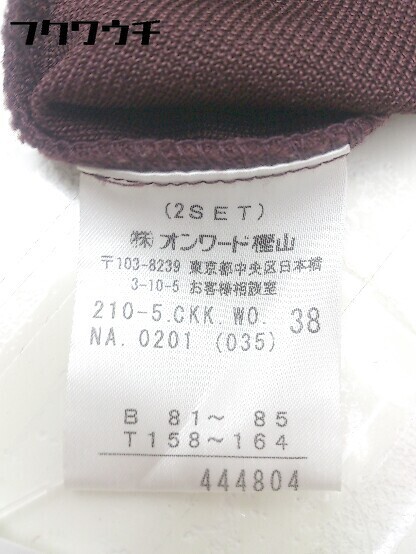 フクワウチ
(2SET)
㈱オンワード樫山
〒103-8239 東京都中央区日本橋
3-10-5 お客様相談室
210-5.CKK.WO. 38
NA. 0201 (035)
B 81〜 85
T 158〜164
444804